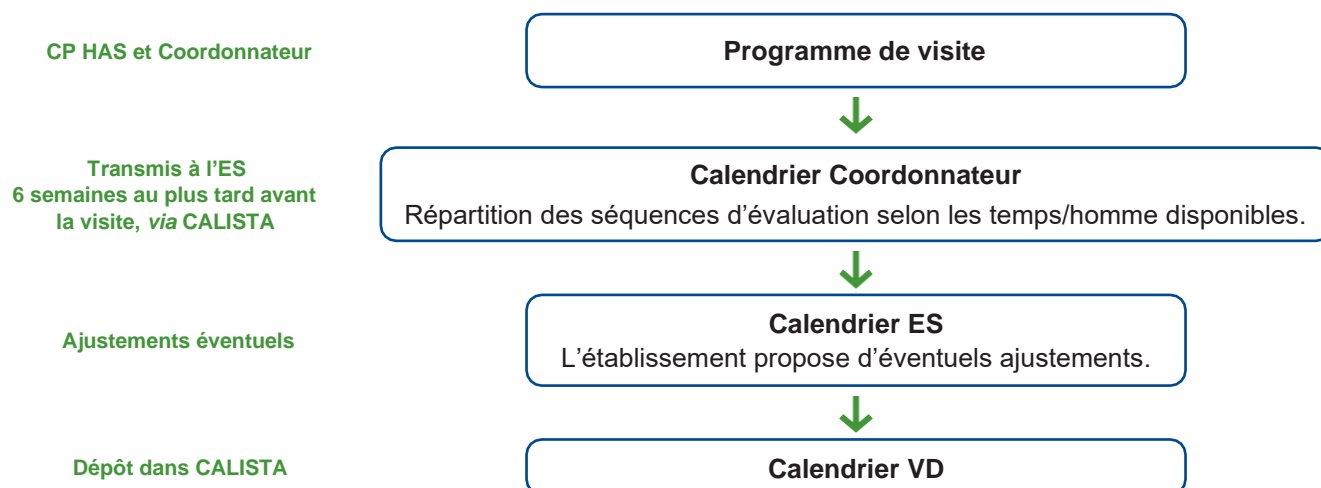 CP HAS et Coordonnateur
Programme de visite
Transmis à l’ES
6 semaines au plus tard avant
la visite, via CALISTA
Calendrier Coordonnateur
Répartition des séquences d’évaluation selon les temps/homme disponibles.
Ajustements éventuels
Calendrier ES
L’établissement propose d’éventuels ajustements.
Dépôt dans CALISTA
Calendrier VD